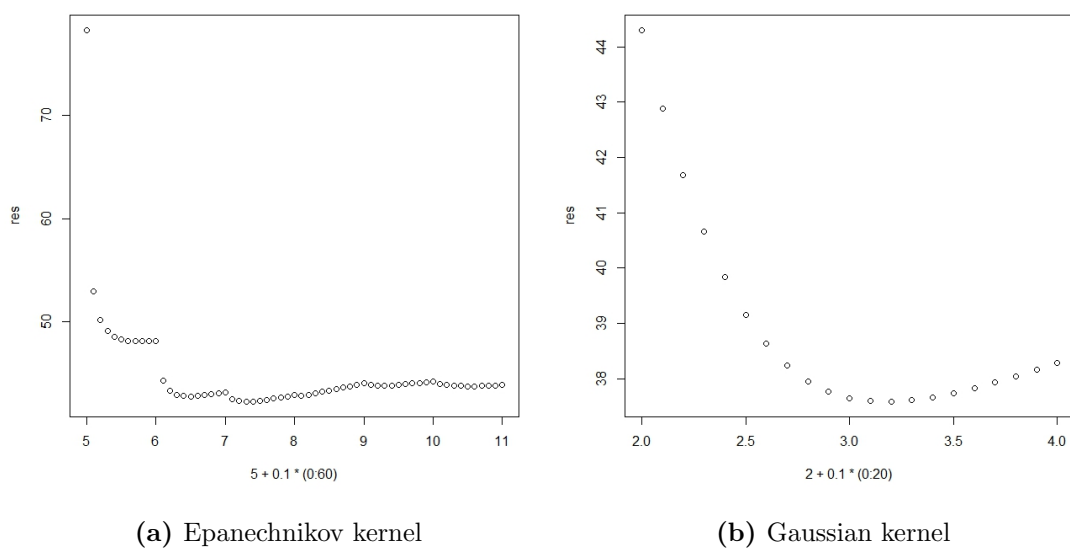 70
60
50
res
5 6 7 8 9 10 11
5 + 0.1 * (0:60)
(a) Epanechnikov kernel
44
43
42
41
40
39
38
res
2.0 2.5 3.0 3.5 4.0
2 + 0.1 * (0:20)
(b) Gaussian kernel